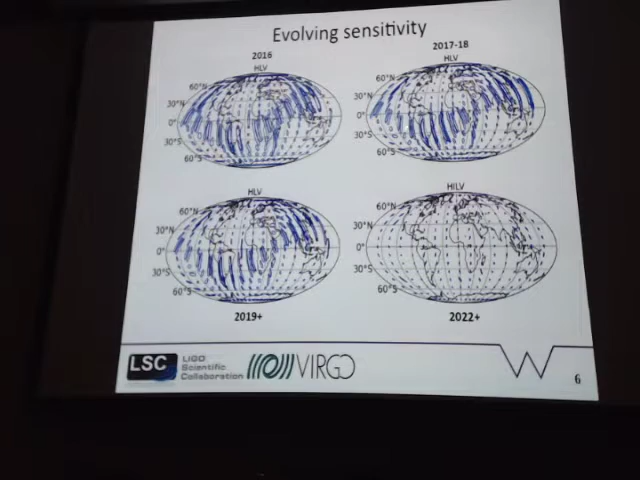 Evolving sensitivity
2016
HLV
60°N
30°N
0°
30°S
60°S
2017-18
HLV
60°N
30°N
0°
30°S
60°S
HLV
60°N
30°N
0°
30°S
60°S
2019+
HILV
60°N
30°N
0°
30°S
60°S
2022+
LSC
LIGO
Scientific
Collaboration
VIRGO
6